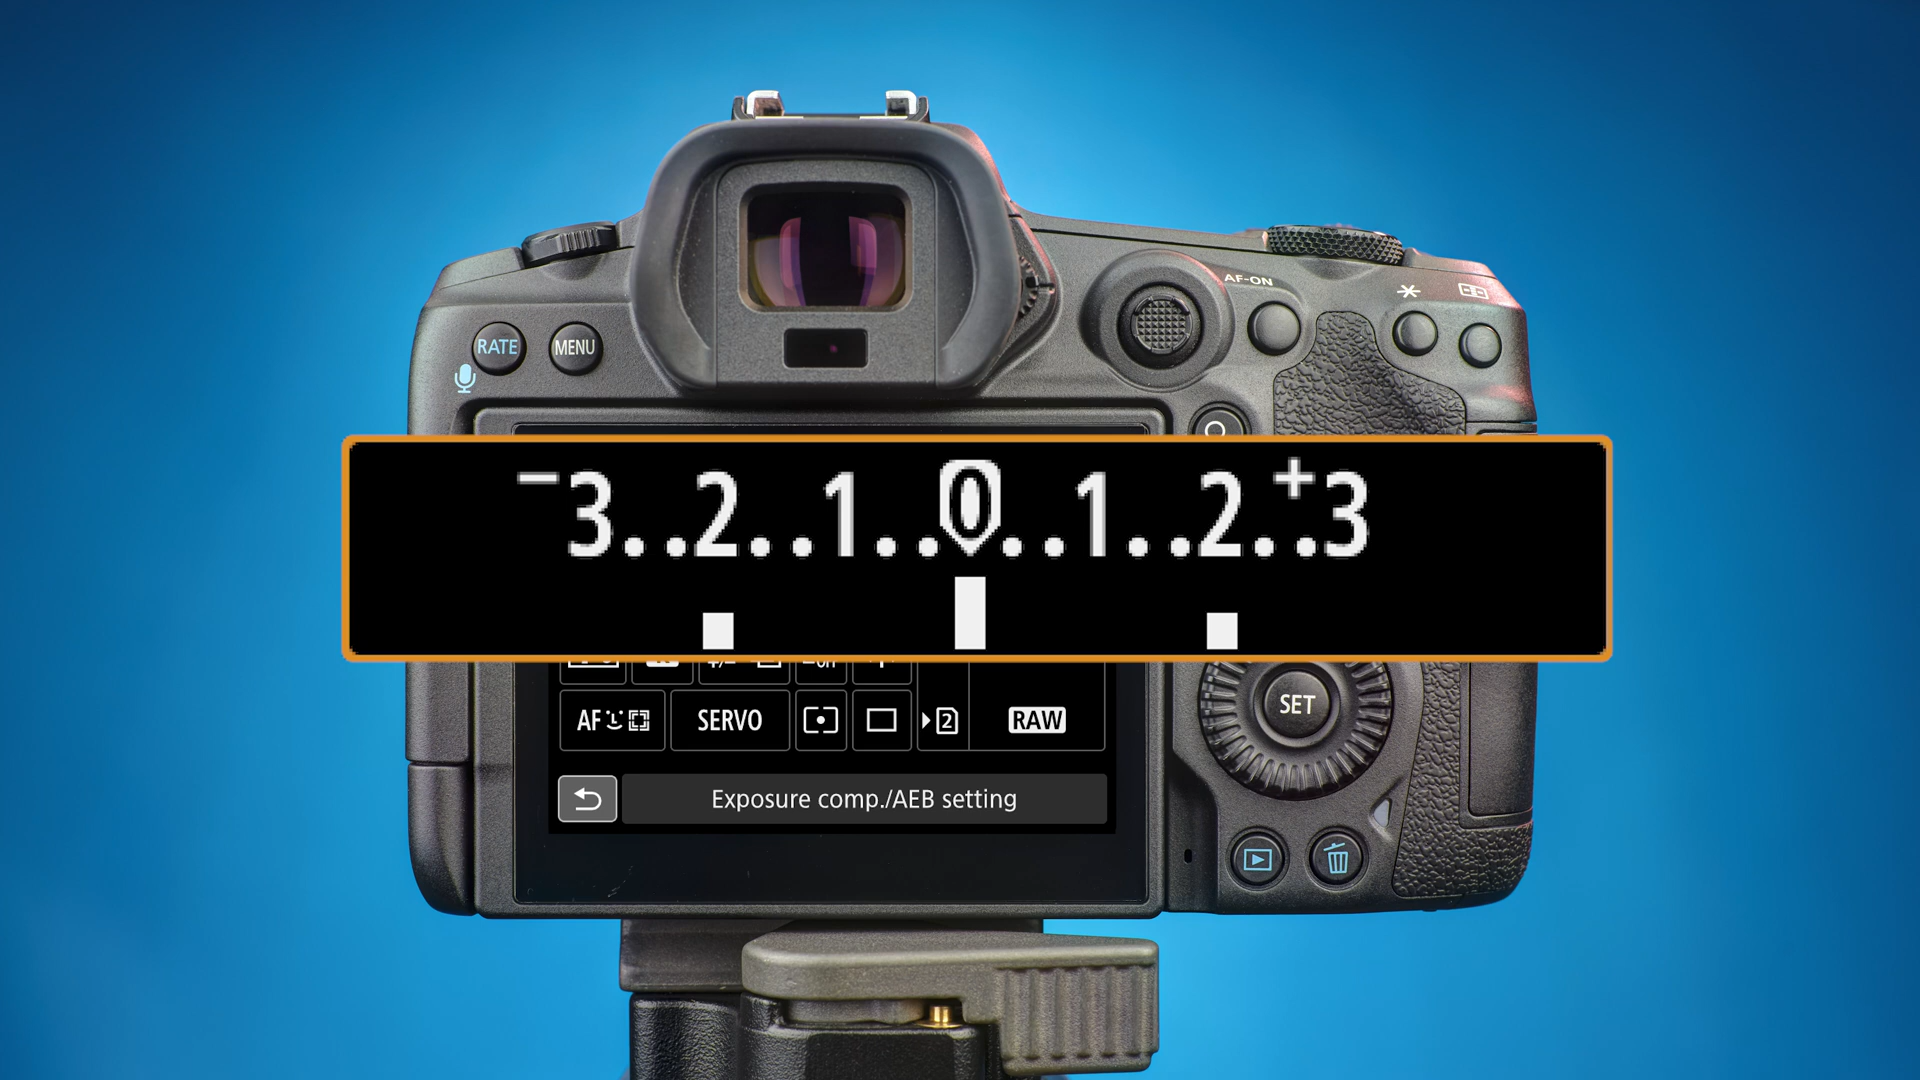 AF-ON
RATE
MENU
−3..2..1..0..1..2..+3
SET
AF
SERVO
2
RAW
Exposure comp./AEB setting